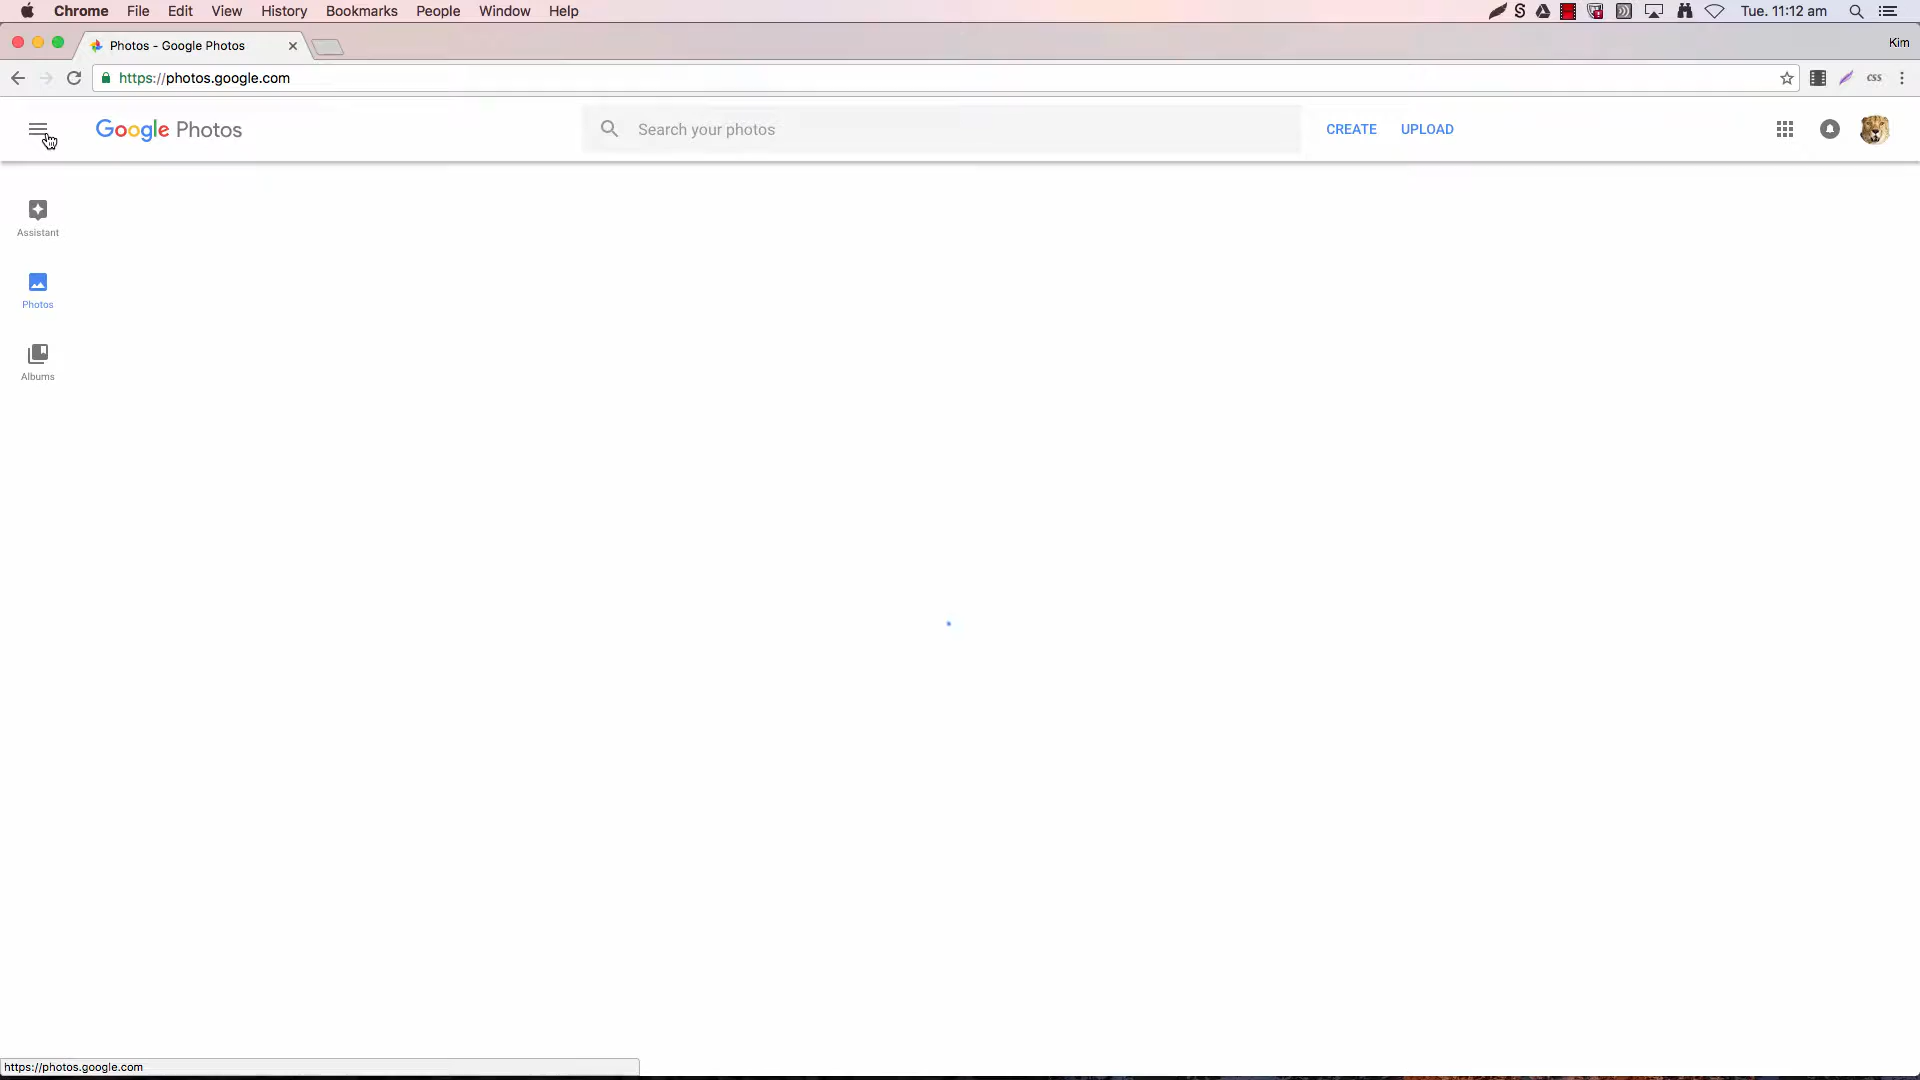 Chrome File Edit View History Bookmarks People Window Help S Tue. 11:12 am
Photos - Google Photos Kim
https://photos.google.com css
Google Photos Search your photos CREATE UPLOAD
Assistant
Photos
Albums
https://photos.google.com